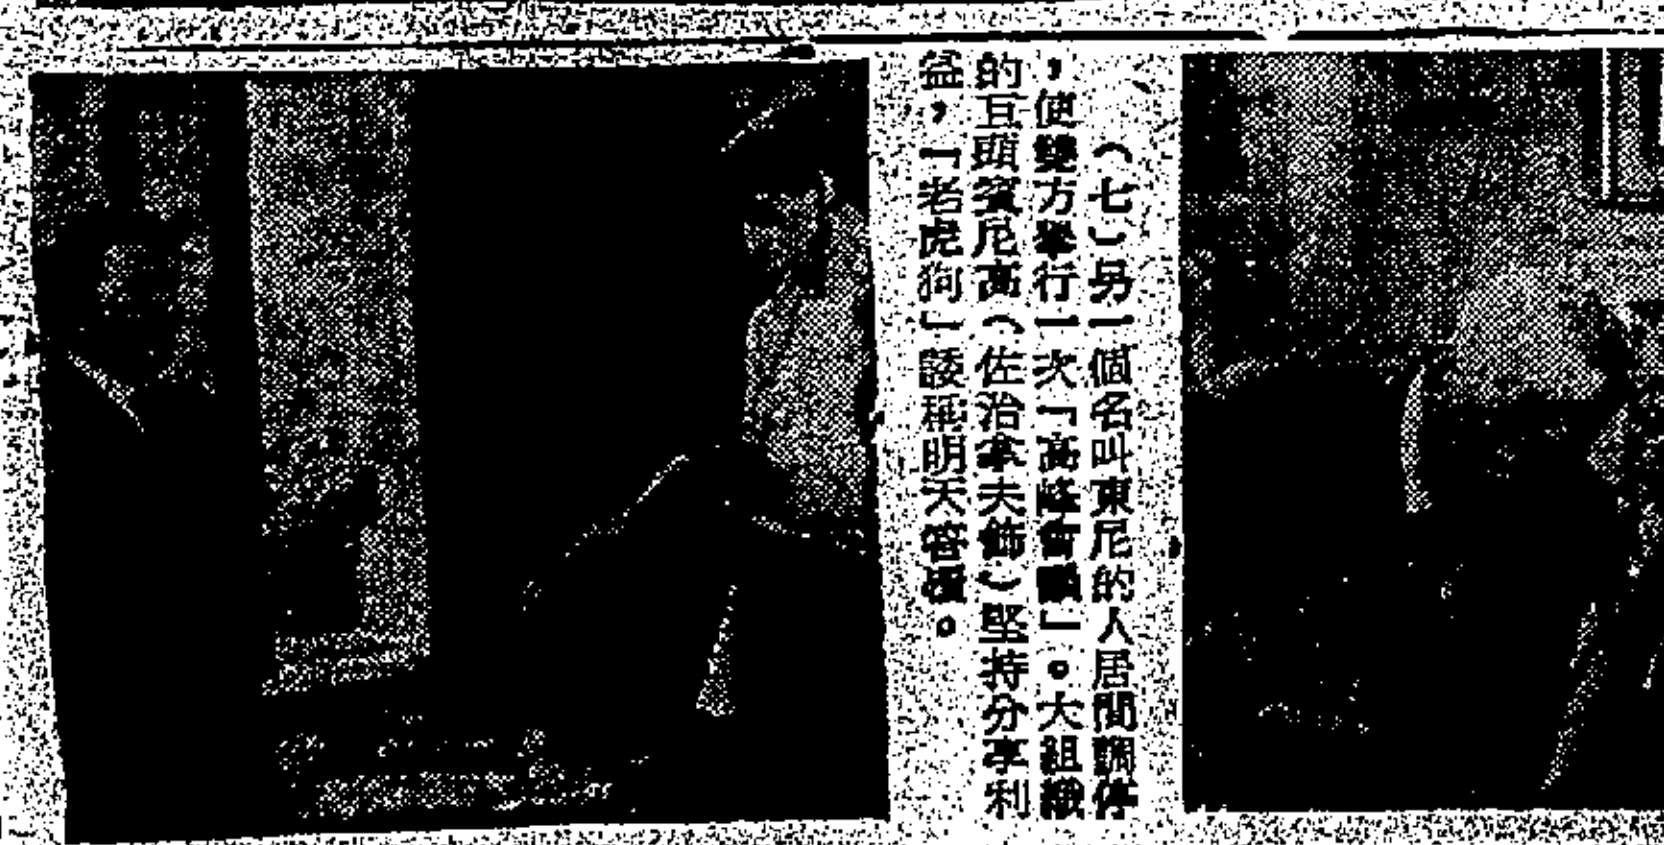 （七）另一個名叫東尼的人居間調停
，使雙方舉行一次「高峰會議」。大組織
的巨頭賓尼高（佐治拿夫飾）堅持分享利
益，「老虎狗」諉稱明天答覆。